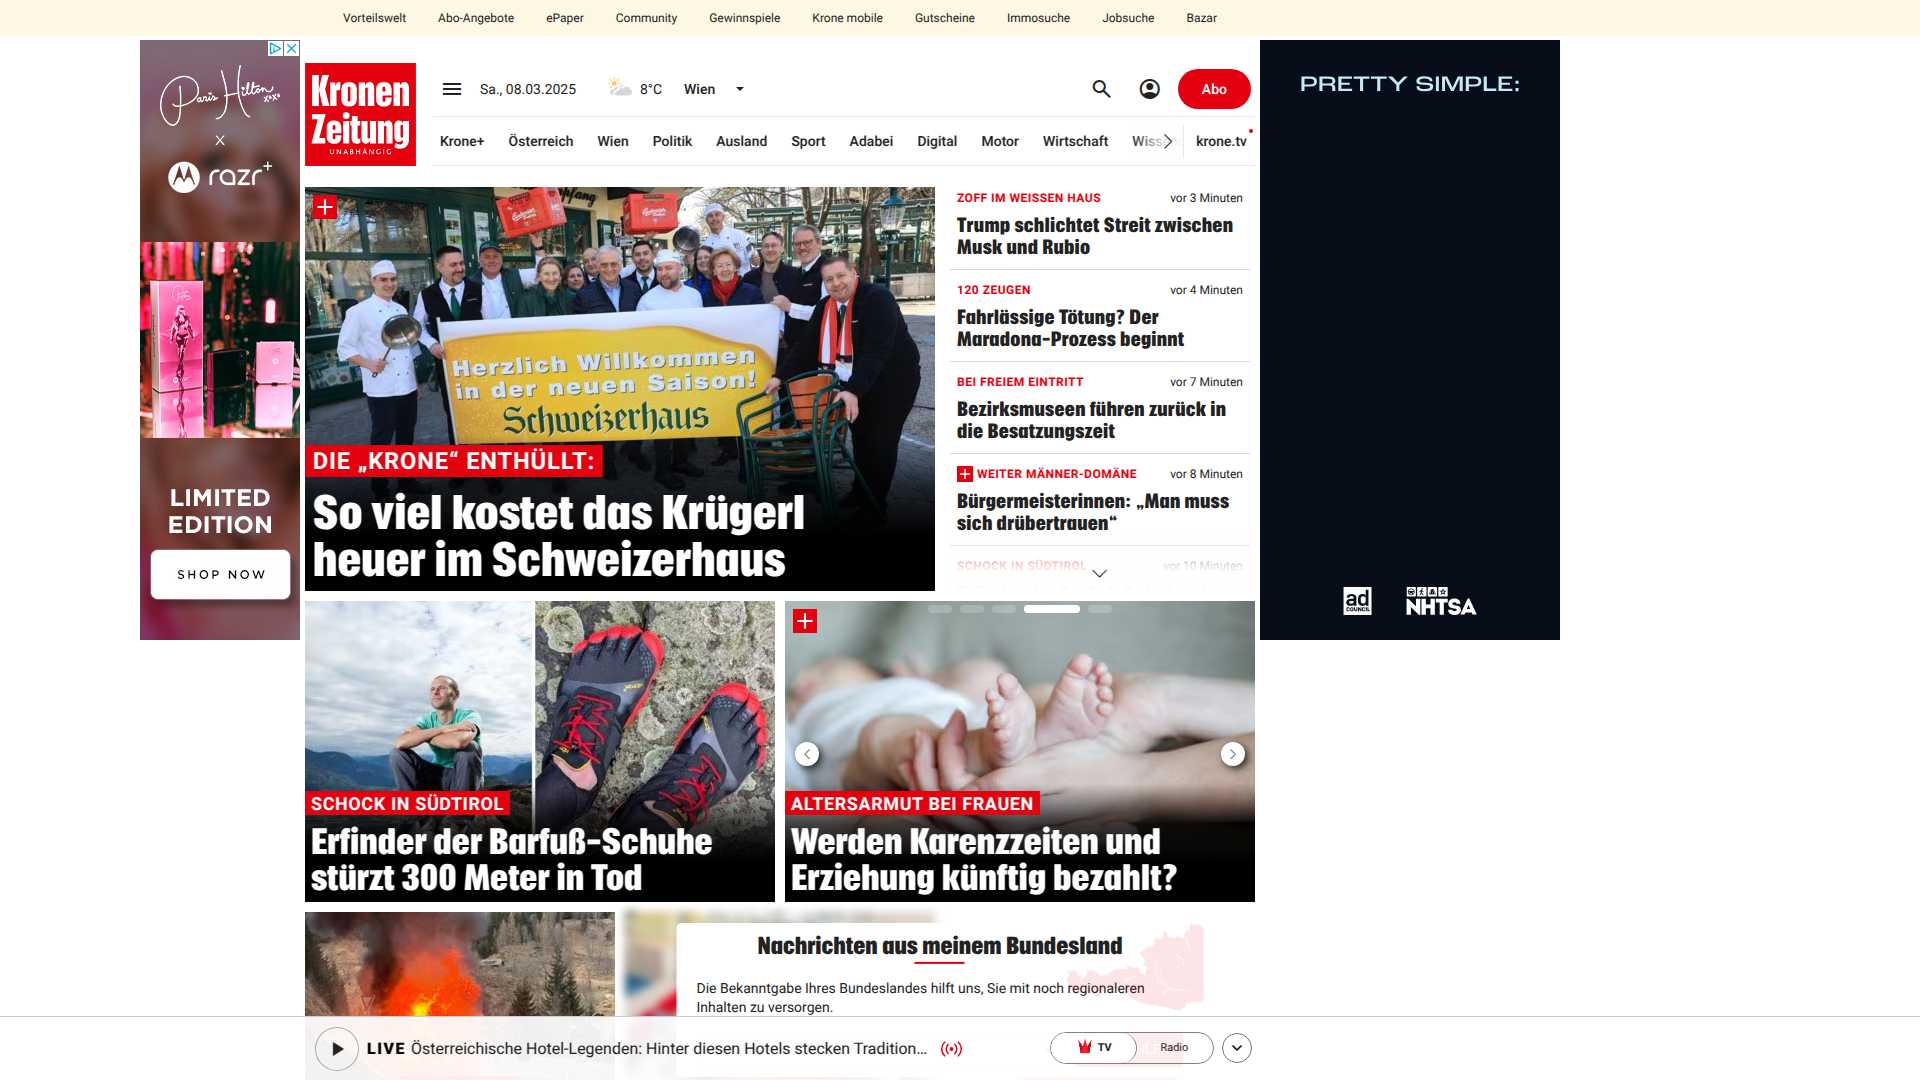 Vorteilswelt Abo-Angebote ePaper Community Gewinnspiele Krone mobile Gutscheine Immosuche Jobsuche Bazar
Paris Hilton xoxo
x
razr+
LIMITED
EDITION
SHOP NOW
Kronen
Zeitung
UNABHÄNGIG
Sa., 08.03.2025 8°C Wien
Abo
Krone+ Österreich Wien Politik Ausland Sport Adabei Digital Motor Wirtschaft krone.tv
Herzlich Willkommen
in der neuen Saison!
Schweizerhaus
DIE „KRONE“ ENTHÜLLT:
So viel kostet das Krügerl
heuer im Schweizerhaus
ZOFF IM WEISSEN HAUS vor 3 Minuten
Trump schlichtet Streit zwischen
Musk und Rubio
120 ZEUGEN vor 4 Minuten
Fahrlässige Tötung? Der
Maradona-Prozess beginnt
BEI FREIEM EINTRITT vor 7 Minuten
Bezirksmuseen führen zurück in
die Besatzungszeit
WEITER MÄNNER-DOMÄNE vor 8 Minuten
Bürgermeisterinnen: „Man muss
sich drübertrauen“
SCHOCK IN SÜDTIROL vor 10 Minuten
PRETTY SIMPLE:
ad
COUNCIL
NHTSA
SCHOCK IN SÜDTIROL
Erfinder der Barfuß-Schuhe
stürzt 300 Meter in Tod
ALTERSARMUT BEI FRAUEN
Werden Karenzzeiten und
Erziehung künftig bezahlt?
Nachrichten aus meinem Bundesland
Die Bekanntgabe Ihres Bundeslandes hilft uns, Sie mit noch regionaleren
Inhalten zu versorgen.
LIVE Österreichische Hotel-Legenden: Hinter diesen Hotels stecken Tradition...
TV Radio